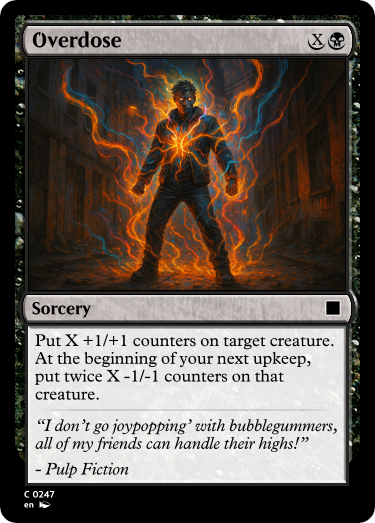 Overdose
X
Sorcery
Put X +1/+1 counters on target creature.
At the beginning of your next upkeep,
put twice X -1/-1 counters on that
creature.
“I don't go joypopping’ with bubblegummers,
all of my friends can handle their highs!”
- Pulp Fiction
C 0247
en